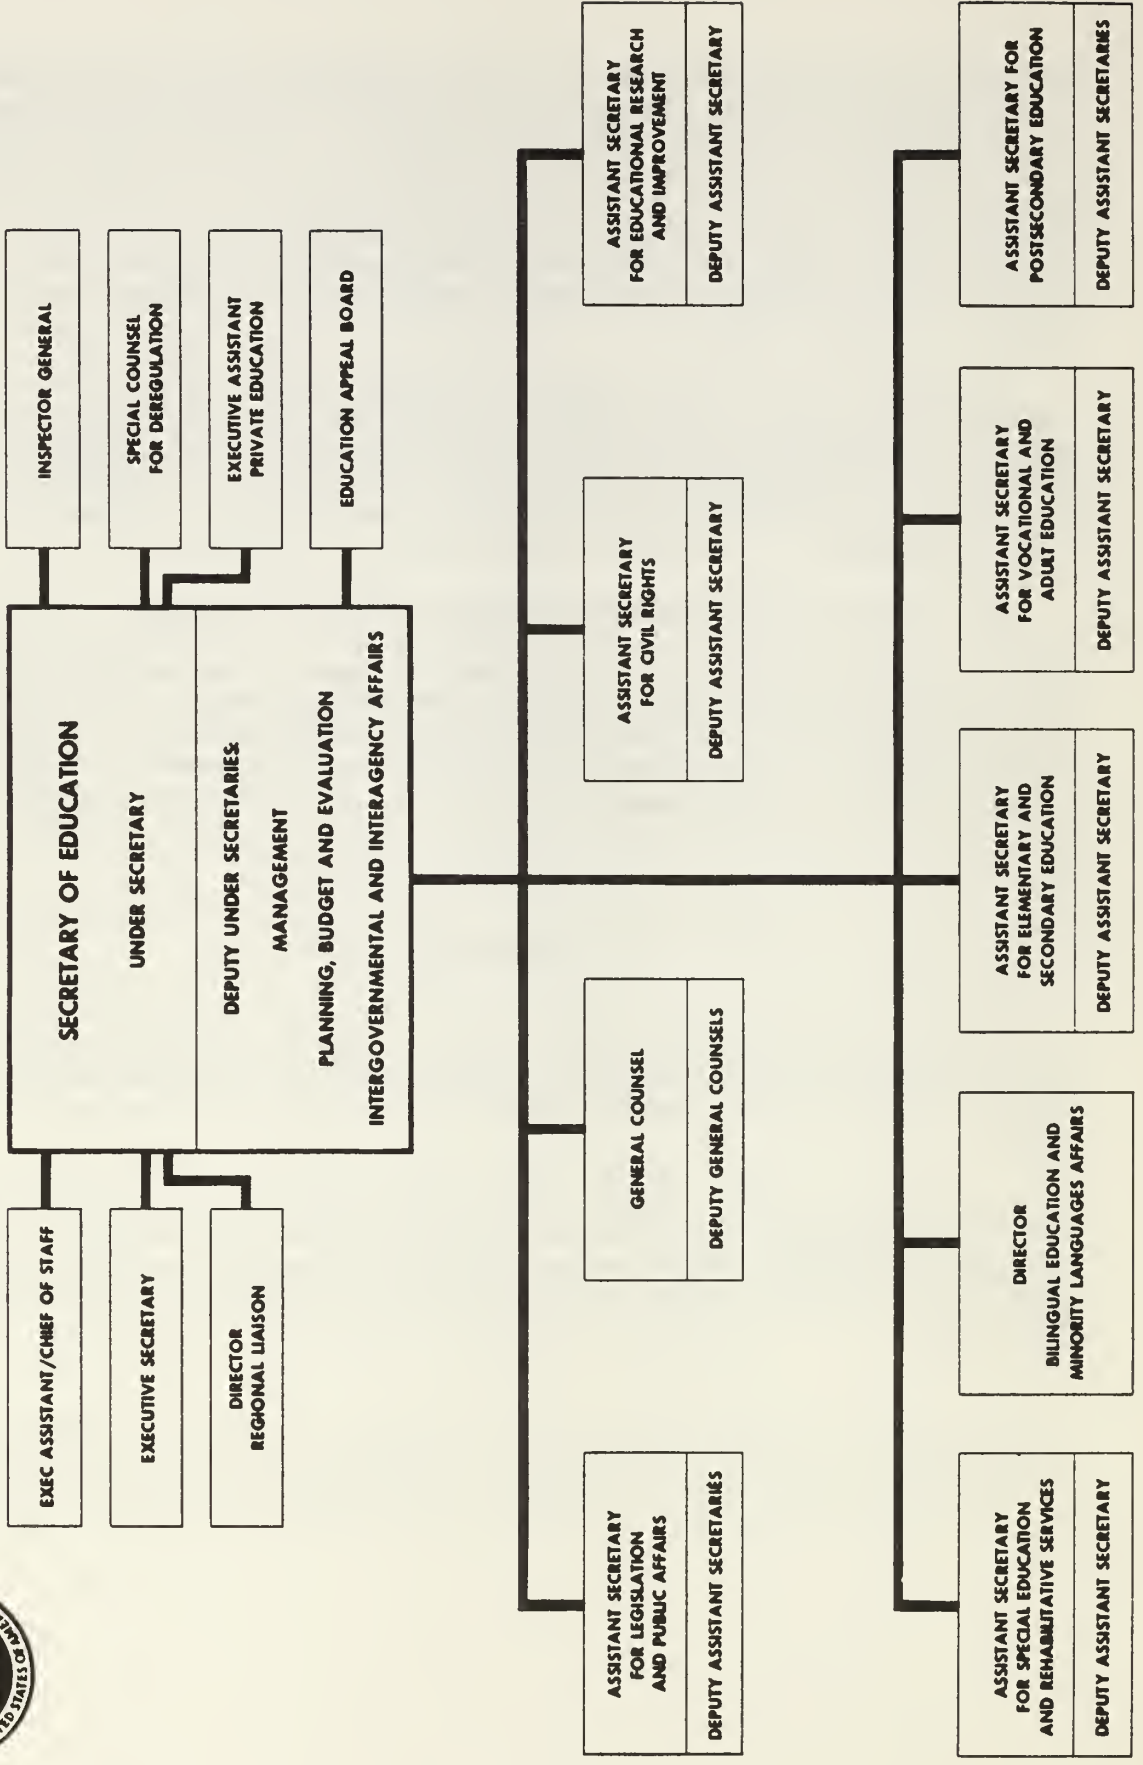 STATES OF
SECRETARY OF EDUCATION
UNDER SECRETARY
DEPUTY UNDER SECRETARIES:
MANAGEMENT
PLANNING, BUDGET AND EVALUATION
INTERGOVERNMENTAL AND INTERAGENCY AFFAIRS
EXEC ASSISTANT/CHIEF OF STAFF
EXECUTIVE SECRETARY
DIRECTOR
REGIONAL LIAISON
INSPECTOR GENERAL
SPECIAL COUNSEL
FOR DEREGULATION
EXECUTIVE ASSISTANT
PRIVATE EDUCATION
EDUCATION APPEAL BOARD
ASSISTANT SECRETARY
FOR LEGISLATION
AND PUBLIC AFFAIRS
DEPUTY ASSISTANT SECRETARIES
GENERAL COUNSEL
DEPUTY GENERAL COUNSELS
ASSISTANT SECRETARY
FOR CIVIL RIGHTS
DEPUTY ASSISTANT SECRETARY
ASSISTANT SECRETARY
FOR EDUCATIONAL RESEARCH
AND IMPROVEMENT
DEPUTY ASSISTANT SECRETARY
ASSISTANT SECRETARY
FOR SPECIAL EDUCATION
AND REHABILITATIVE SERVICES
DEPUTY ASSISTANT SECRETARY
DIRECTOR
BILINGUAL EDUCATION AND
MINORITY LANGUAGES AFFAIRS
ASSISTANT SECRETARY
FOR ELEMENTARY AND
SECONDARY EDUCATION
DEPUTY ASSISTANT SECRETARY
ASSISTANT SECRETARY
FOR VOCATIONAL AND
ADULT EDUCATION
DEPUTY ASSISTANT SECRETARY
ASSISTANT SECRETARY FOR
POSTSECONDARY EDUCATION
DEPUTY ASSISTANT SECRETARIES